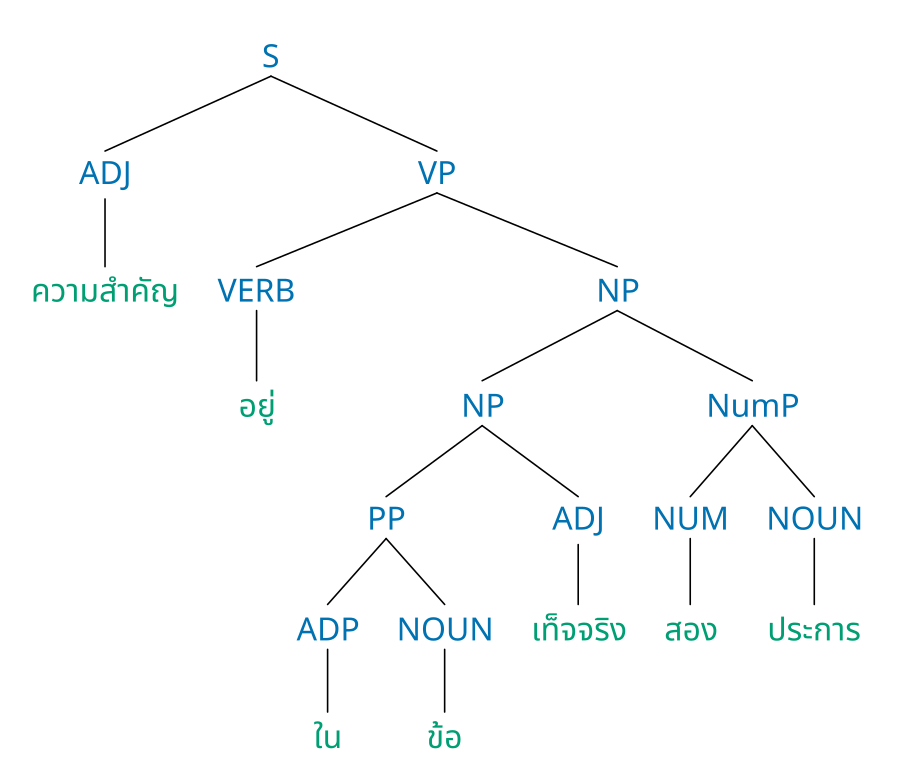 S
ADJ VP
ความสำคัญ VERB NP
อยู่ NP NumP
PP ADJ NUM NOUN
ADP NOUN เท็จจริง สอง ประการ
ใน ข้อ